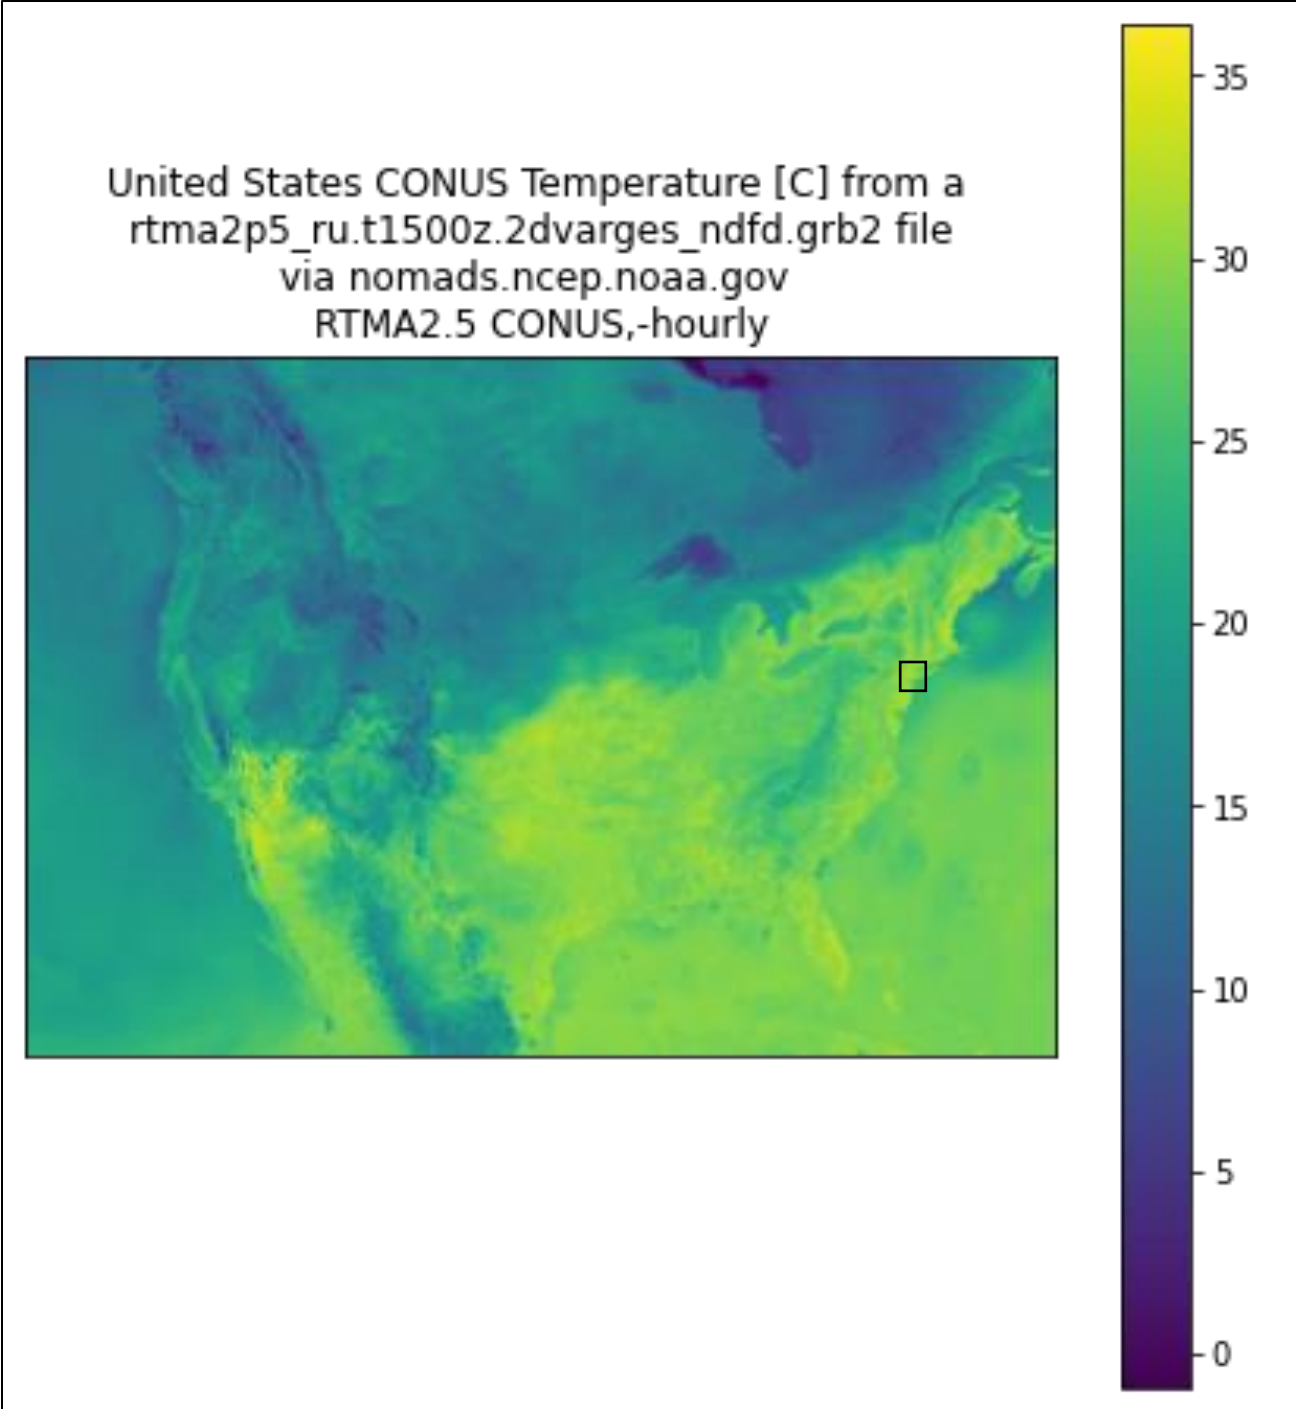 United States CONUS Temperature [C] from a
rtma2p5_ru.t1500z.2dvarges_ndfd.grb2 file
via nomads.ncep.noaa.gov
RTMA2.5 CONUS,-hourly
35
30
25
20
15
10
5
0